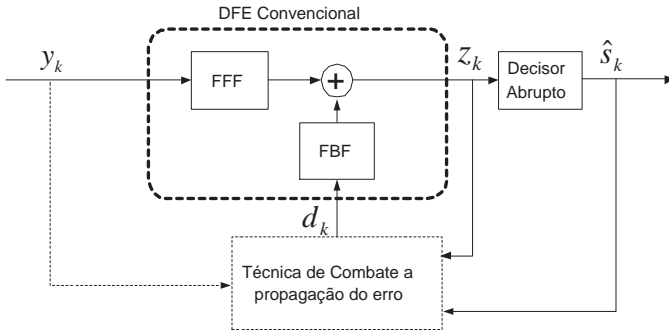 DFE Convencional
y_k
FFF
+
z_k
Decisor
Abrupto
ŝ_k
FBF
d_k
Técnica de Combate a
propagação do erro